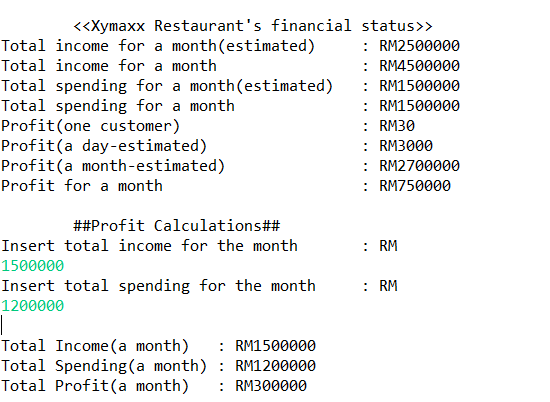 <<Xymaxx Restaurant's financial status>>
Total income for a month(estimated) : RM2500000
Total income for a month : RM4500000
Total spending for a month(estimated) : RM1500000
Total spending for a month : RM1500000
Profit(one customer) : RM30
Profit(a day-estimated) : RM3000
Profit(a month-estimated) : RM2700000
Profit for a month : RM750000
##Profit Calculations##
Insert total income for the month : RM
1500000
Insert total spending for the month : RM
1200000
Total Income(a month) : RM1500000
Total Spending(a month) : RM1200000
Total Profit(a month) : RM300000